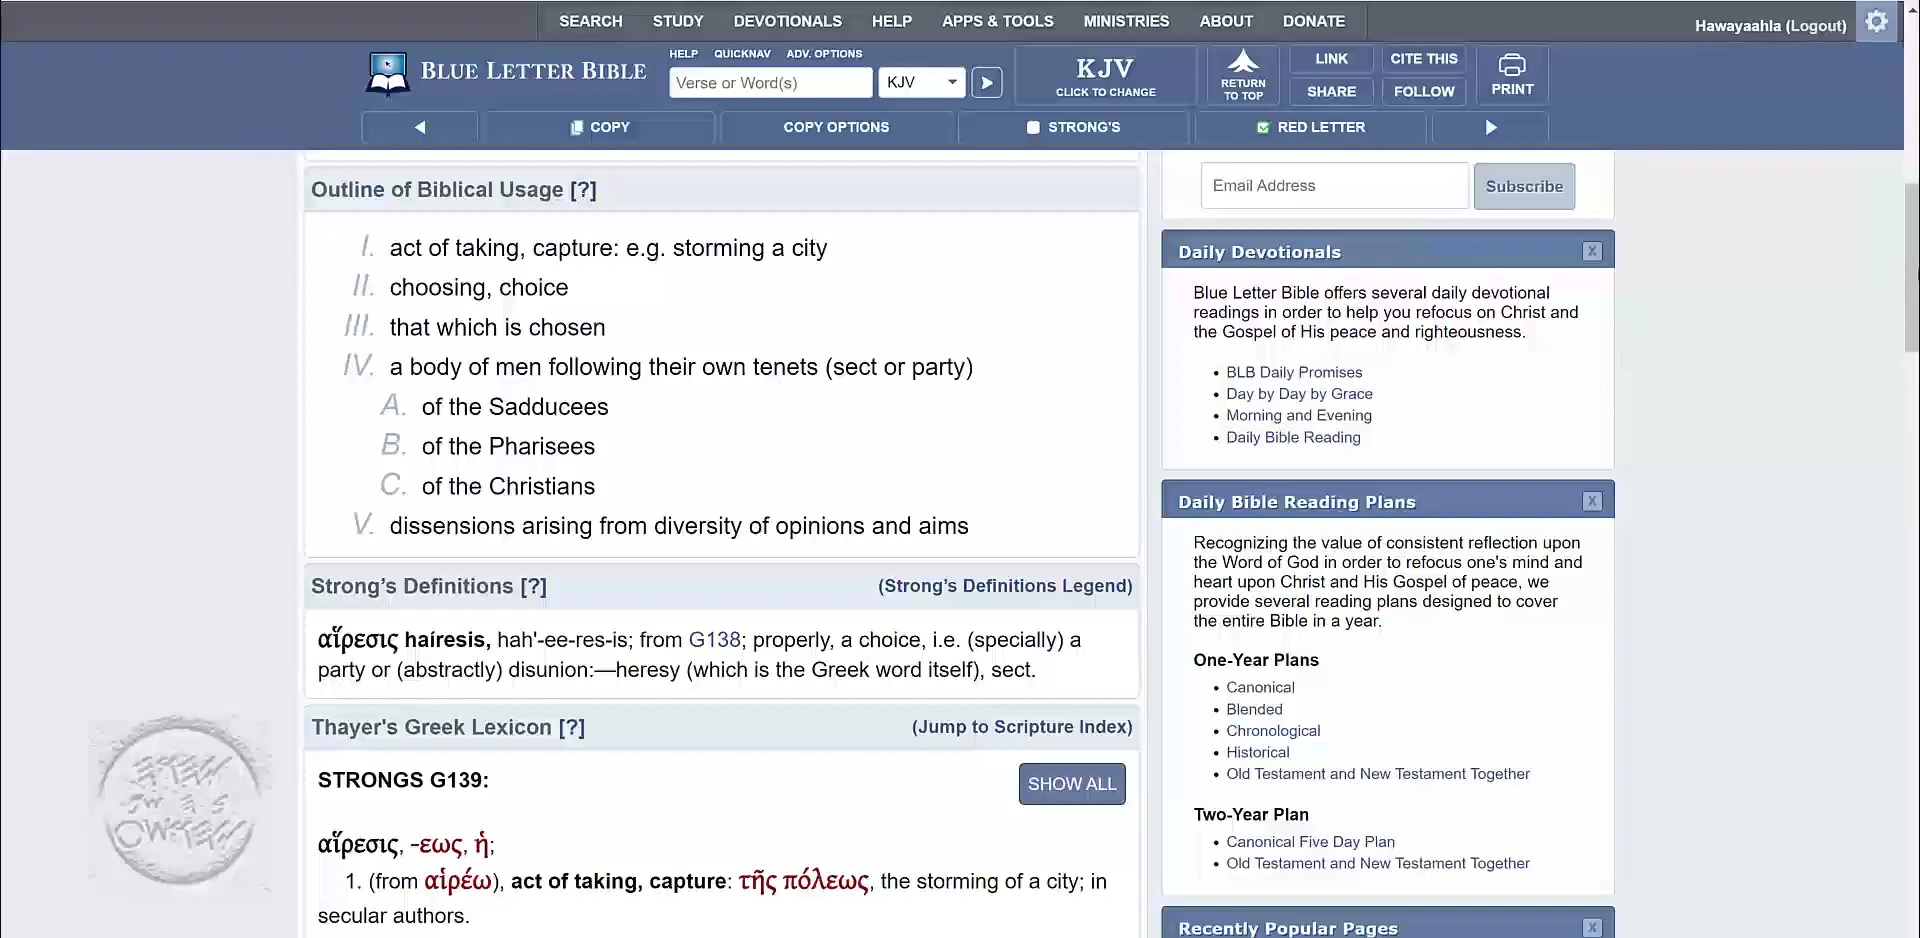 SEARCH STUDY DEVOTIONALS HELP APPS & TOOLS MINISTRIES ABOUT DONATE
Hawayaahla (Logout)
BLUE LETTER BIBLE
HELP QUICKNAV ADV. OPTIONS
Verse or Word(s) KJV
KJV
CLICK TO CHANGE
RETURN
TO TOP
LINK CITE THIS
SHARE FOLLOW
PRINT
COPY COPY OPTIONS STRONG'S RED LETTER
Outline of Biblical Usage [?]
I. act of taking, capture: e.g. storming a city
II. choosing, choice
III. that which is chosen
IV. a body of men following their own tenets (sect or party)
A. of the Sadducees
B. of the Pharisees
C. of the Christians
V. dissensions arising from diversity of opinions and aims
Strong’s Definitions [?] (Strong’s Definitions Legend)
αἵρεσις haíresis, hah'-ee-res-is; from G138; properly, a choice, i.e. (specially) a
party or (abstractly) disunion:—heresy (which is the Greek word itself), sect.
Thayer's Greek Lexicon [?] (Jump to Scripture Index)
STRONGS G139:
SHOW ALL
αἵρεσις, -εως, ἡ;
1. (from αἱρέω), act of taking, capture: τῆς πόλεως, the storming of a city; in
secular authors.
Email Address Subscribe
Daily Devotionals X
Blue Letter Bible offers several daily devotional
readings in order to help you refocus on Christ and
the Gospel of His peace and righteousness.
• BLB Daily Promises
• Day by Day by Grace
• Morning and Evening
• Daily Bible Reading
Daily Bible Reading Plans X
Recognizing the value of consistent reflection upon
the Word of God in order to refocus one's mind and
heart upon Christ and His Gospel of peace, we
provide several reading plans designed to cover
the entire Bible in a year.
One-Year Plans
• Canonical
• Blended
• Chronological
• Historical
• Old Testament and New Testament Together
Two-Year Plan
• Canonical Five Day Plan
• Old Testament and New Testament Together
Recently Popular Pages X